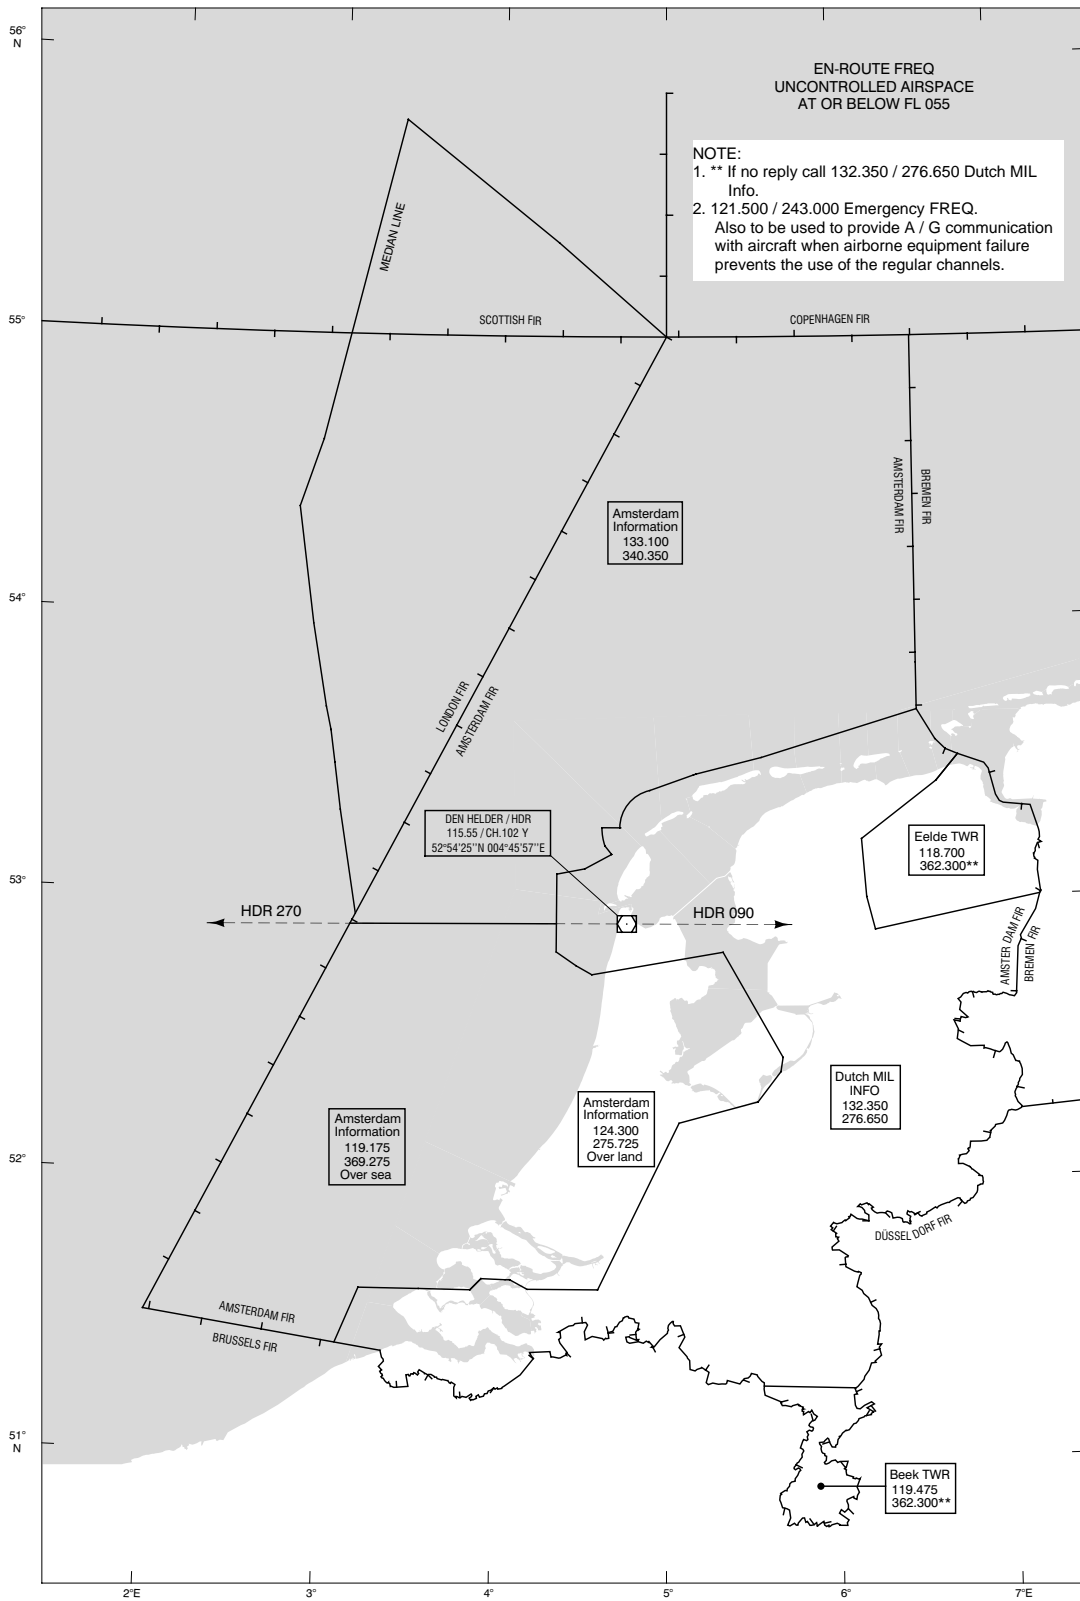 56°
N
EN-ROUTE FREQ
UNCONTROLLED AIRSPACE
AT OR BELOW FL 055
NOTE:
1. ** If no reply call 132.350 / 276.650 Dutch MIL
Info.
2. 121.500 / 243.000 Emergency FREQ.
Also to be used to provide A / G communication
with aircraft when airborne equipment failure
prevents the use of the regular channels.
MEDIAN LINE
55°
SCOTTISH FIR
COPENHAGEN FIR
AMSTERDAM FIR
BREMEN FIR
Amsterdam
Information
133.100
340.350
54°
LONDON FIR
AMSTERDAM FIR
DEN HELDER / HDR
115.55 / CH.102 Y
52°54'25''N 004°45'57''E
Eelde TWR
118.700
362.300**
53°
HDR 270
HDR 090
AMSTER DAM FIR
BREMEN FIR
Dutch MIL
INFO
132.350
276.650
Amsterdam
Information
124.300
275.725
Over land
Amsterdam
Information
119.175
369.275
Over sea
52°
DÜSSEL DORF FIR
AMSTERDAM FIR
BRUSSELS FIR
51°
N
Beek TWR
119.475
362.300**
2°E
3°
4°
5°
6°
7°E